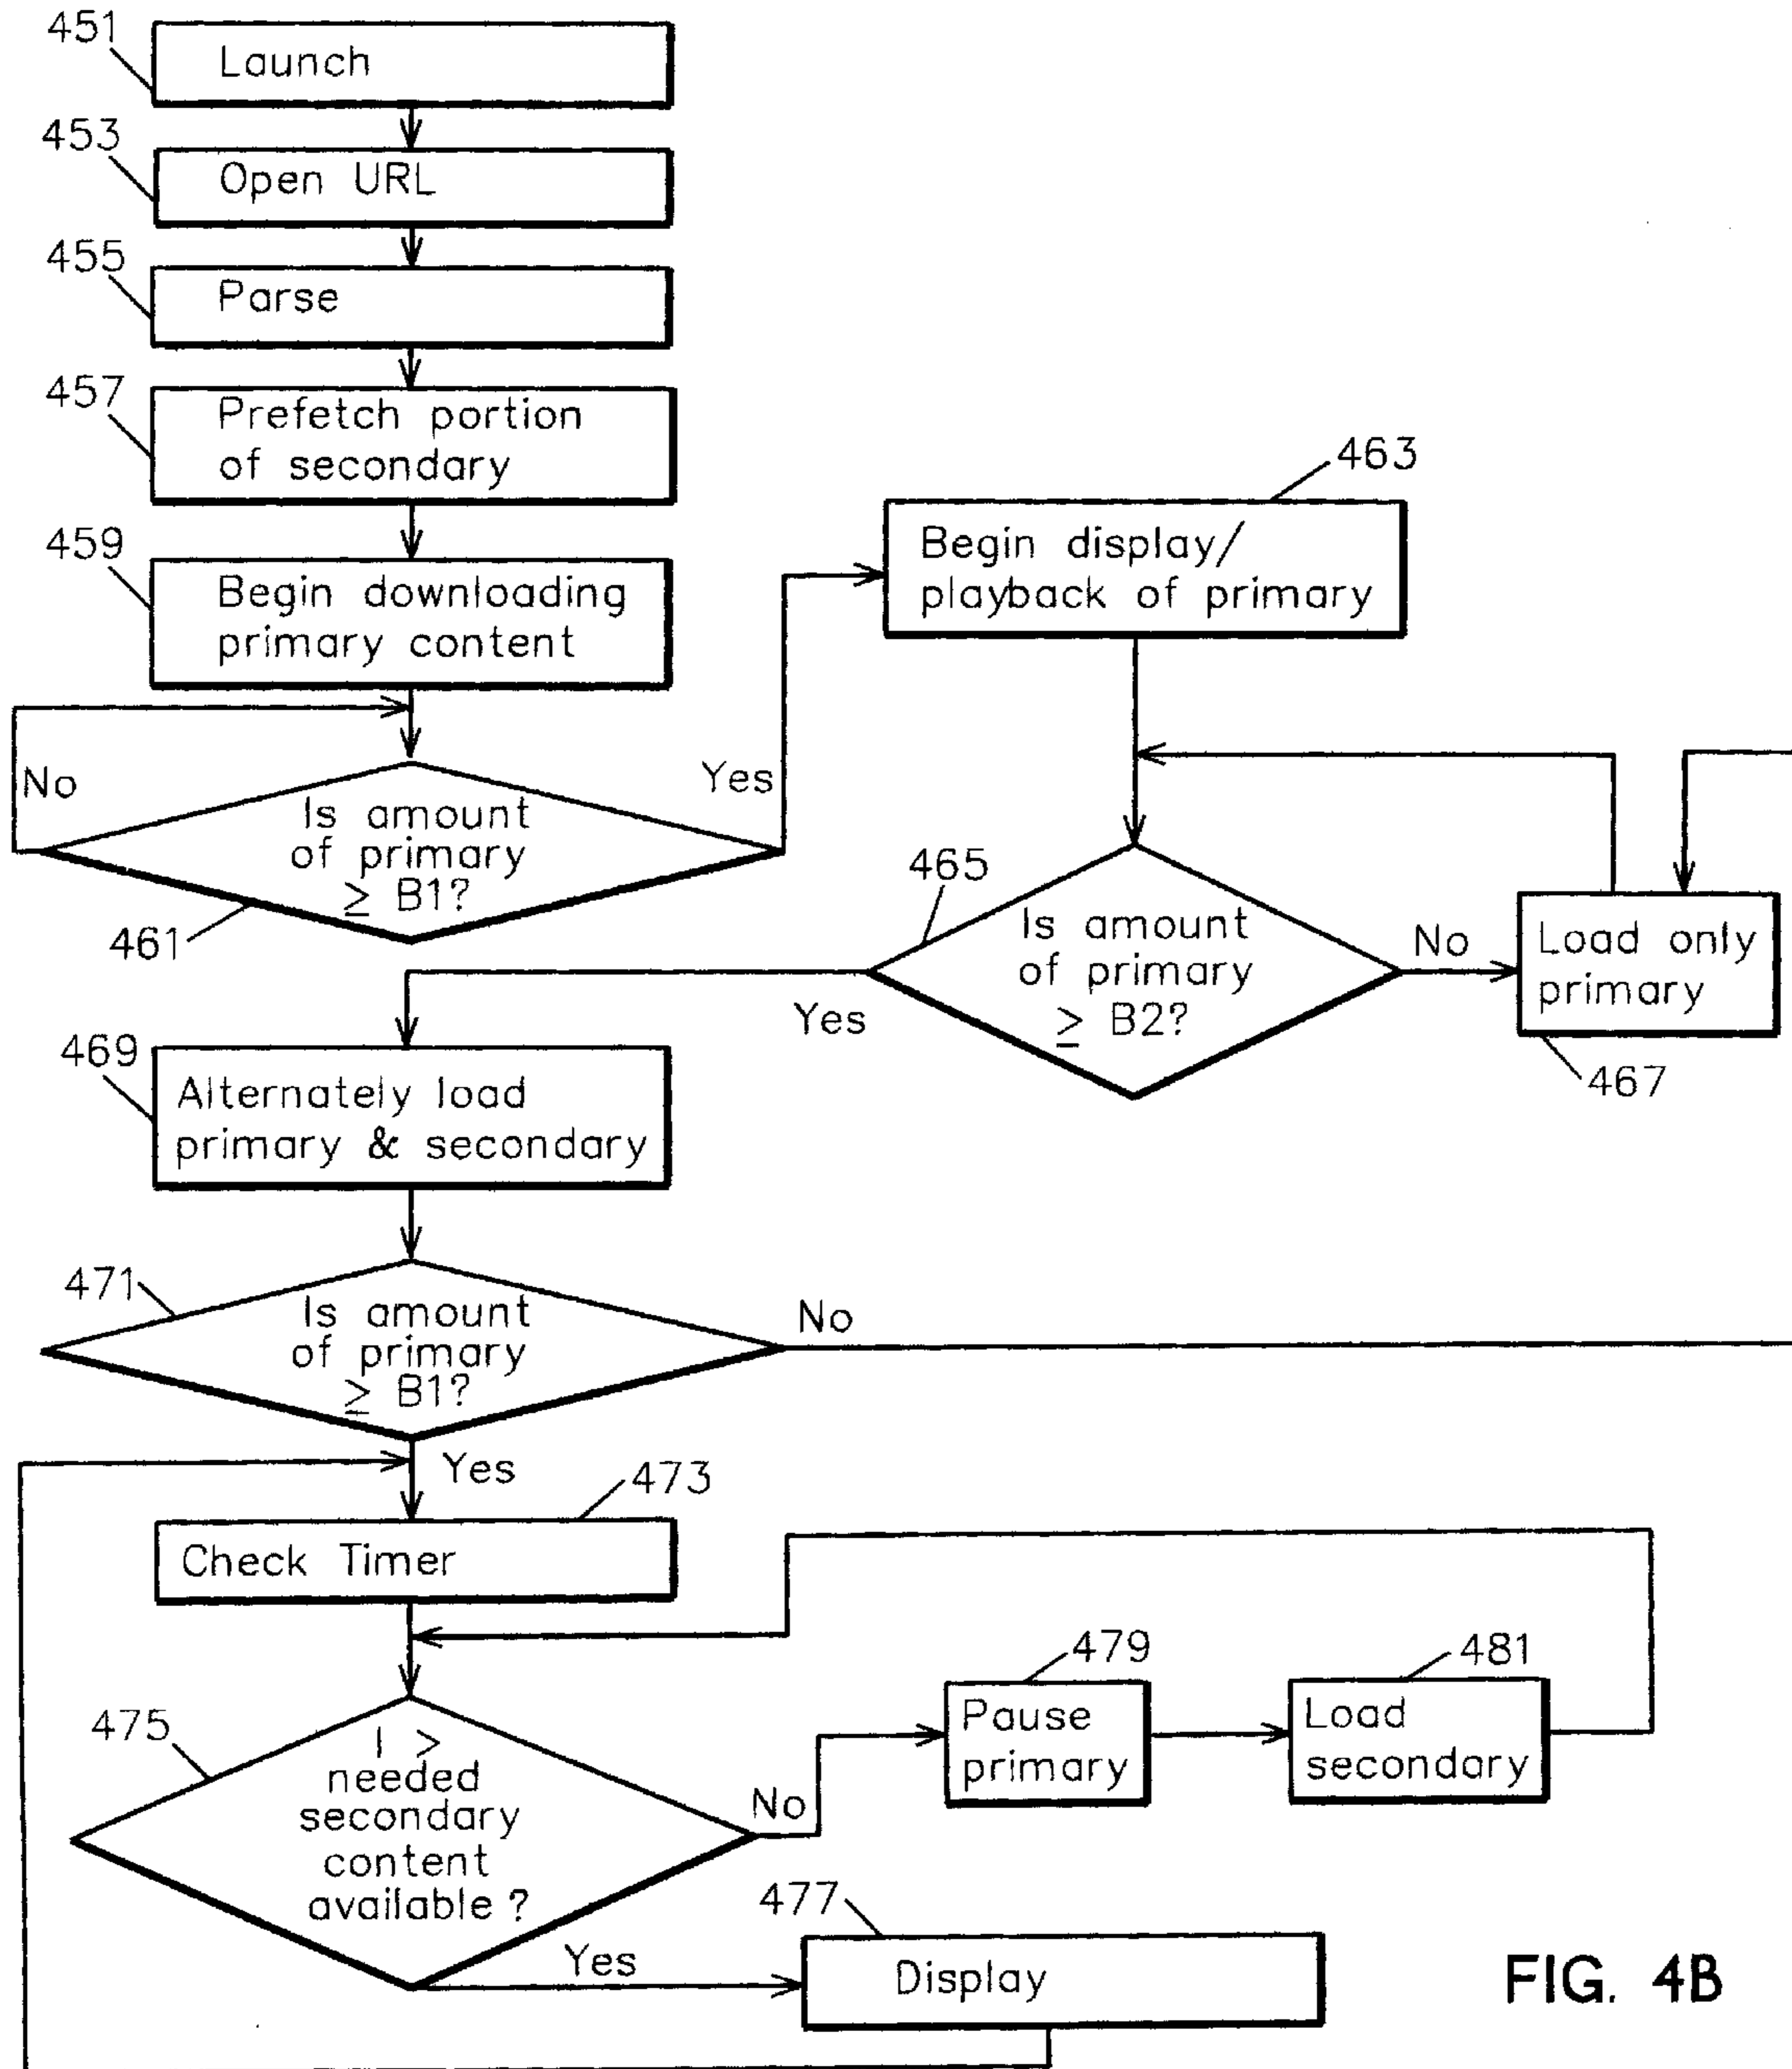 451
Launch
453
Open URL
455
Parse
457
Prefetch portion
of secondary
459
Begin downloading
primary content
No
Is amount
of primary
≥ B1?
461
Yes
463
Begin display/
playback of primary
465
Is amount
of primary
≥ B2?
No
Load only
primary
467
Yes
469
Alternately load
primary & secondary
471
Is amount
of primary
≥ B1?
No
Yes
473
Check Timer
475
I >
needed
secondary
content
available ?
No
479
Pause
primary
481
Load
secondary
Yes
477
Display
FIG. 4B